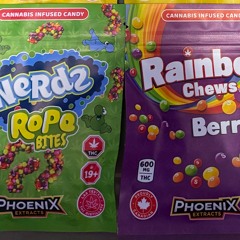 CANNABIS INFUSED CANDY
Nerdz
ROPE
BITES
THC
19+
PHOENIX
EXTRACTS
CANNABIS INFUSED CANDY
Rainbo
Chews
Berr
600
MG
THC
PHOENIX
EXTRACTS